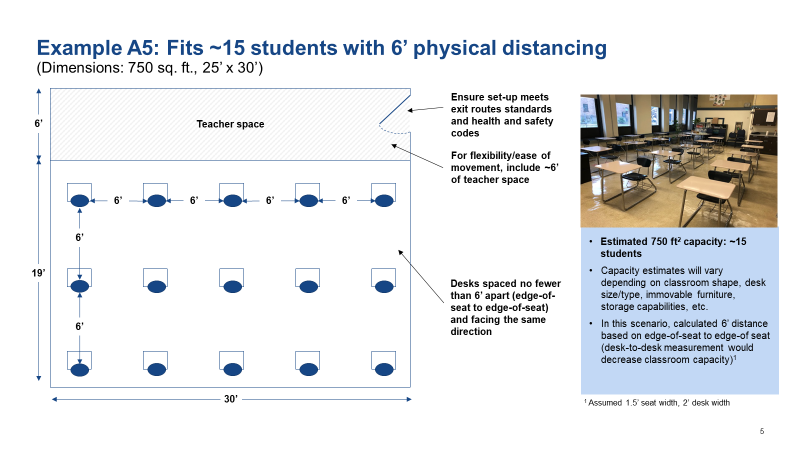 Example A5: Fits ~15 students with 6’ physical distancing
(Dimensions: 750 sq. ft., 25’ x 30’)
6’
Teacher space
Ensure set-up meets
exit routes standards
and health and safety
codes
For flexibility/ease of
movement, include ~6’
of teacher space
6’
6’
6’
6’
6’
19’
6’
Desks spaced no fewer
than 6’ apart (edge-of-
seat to edge-of-seat)
and facing the same
direction
30’
• Estimated 750 ft² capacity: ~15
students
• Capacity estimates will vary
depending on classroom shape, desk
size/type, immovable furniture,
storage capabilities, etc.
• In this scenario, calculated 6’ distance
based on edge-of-seat to edge-of seat
(desk-to-desk measurement would
decrease classroom capacity)¹
¹ Assumed 1.5’ seat width, 2’ desk width
5